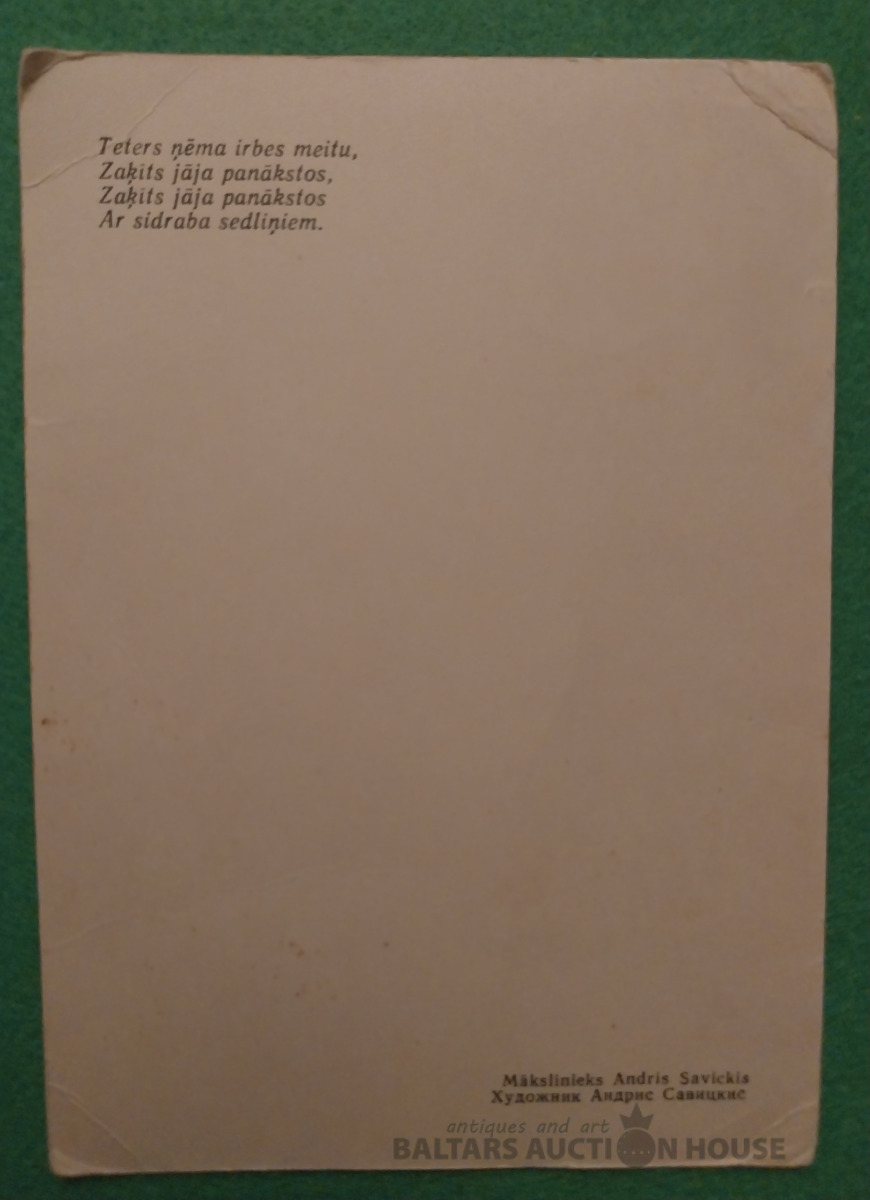 Teters ņēma irbes meitu,
Zaķits jāja panākstos,
Zaķits jāja panākstos
Ar sidraba sedliņiem.
Mākslinieks Andris Savickis
Художник Андрис Савицкис
antiques and art
BALTARS AUCTION HOUSE